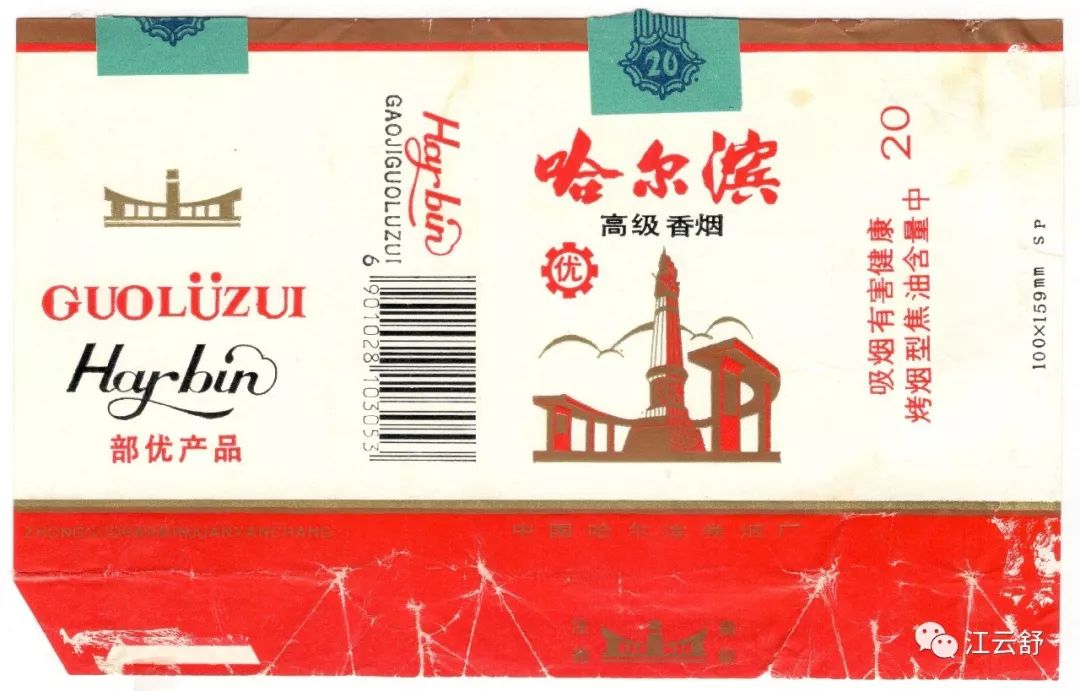 GUOLÜZUI
Harbin
部优产品
ZHONGGUOHARBINJUANYANCHANG
Harbin
GAOJIGUOLUZUI
6 901028 103053
20
哈尔滨
高级香烟
优
中国哈尔滨卷烟厂
20
吸烟有害健康
烤烟型焦油含量中
100×159mm SP
江云舒